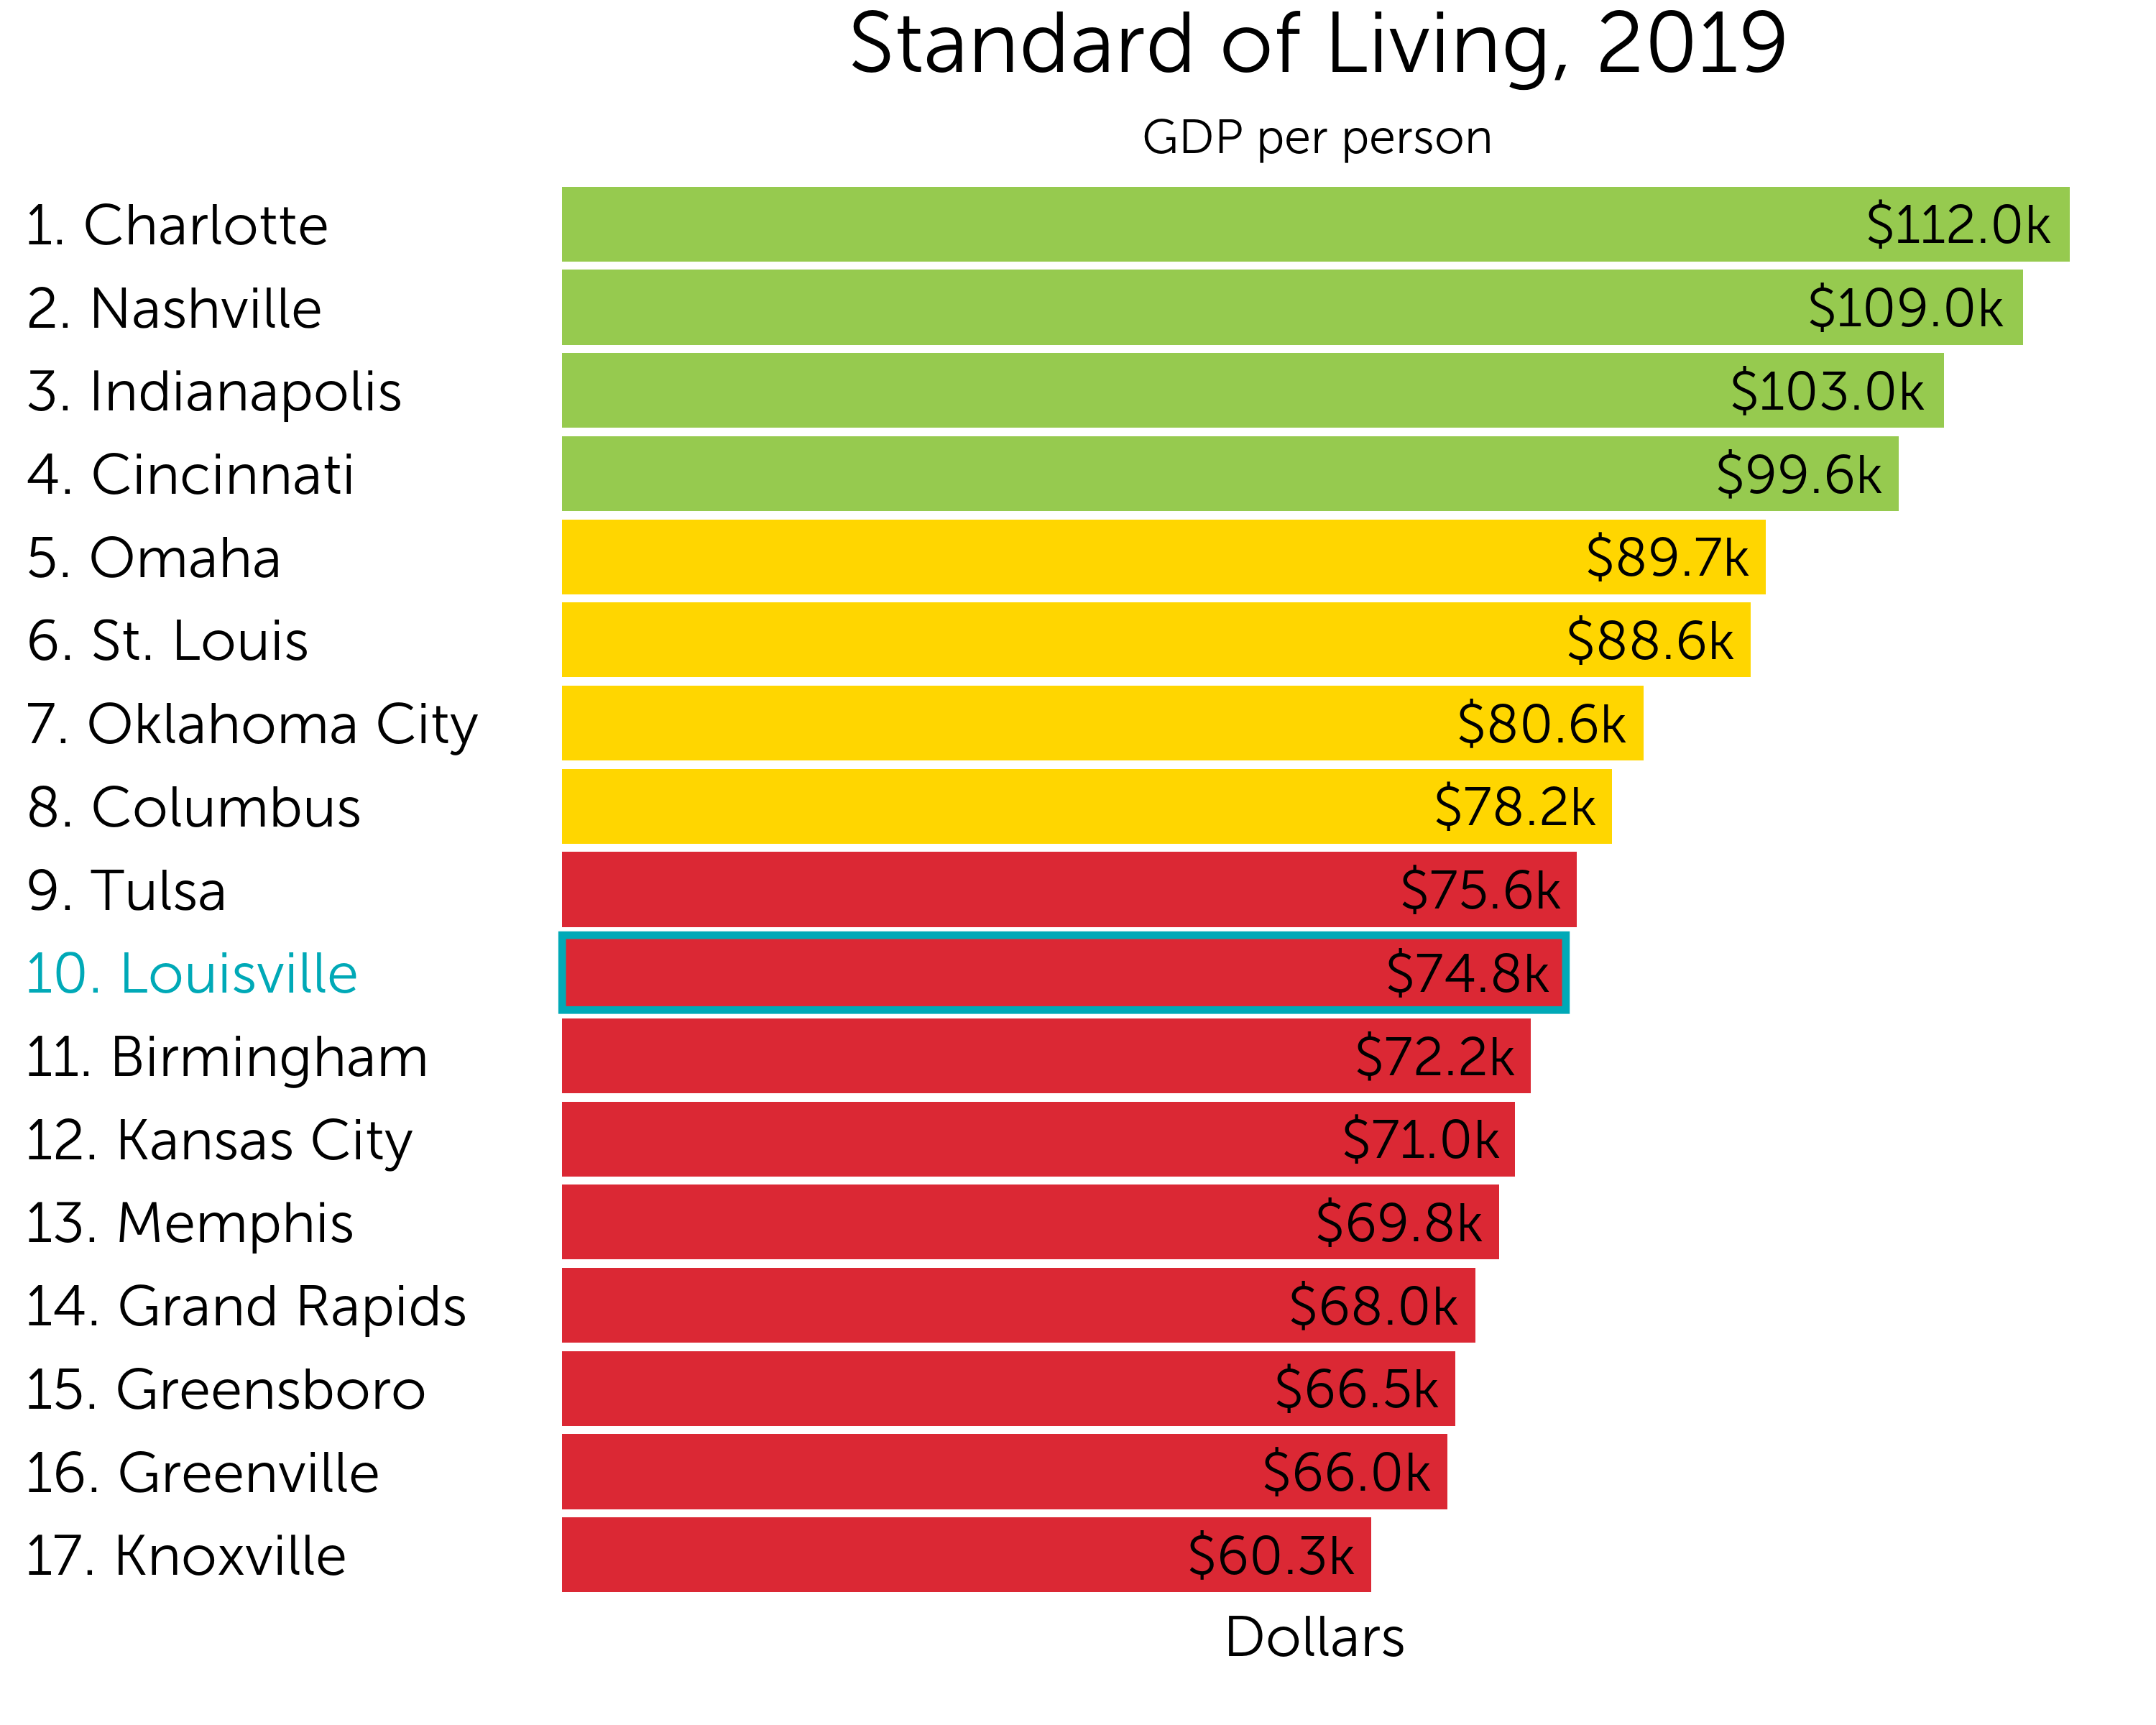 Standard of Living, 2019
GDP per person
1. Charlotte $112.0k
2. Nashville $109.0k
3. Indianapolis $103.0k
4. Cincinnati $99.6k
5. Omaha $89.7k
6. St. Louis $88.6k
7. Oklahoma City $80.6k
8. Columbus $78.2k
9. Tulsa $75.6k
10. Louisville $74.8k
11. Birmingham $72.2k
12. Kansas City $71.0k
13. Memphis $69.8k
14. Grand Rapids $68.0k
15. Greensboro $66.5k
16. Greenville $66.0k
17. Knoxville $60.3k
Dollars